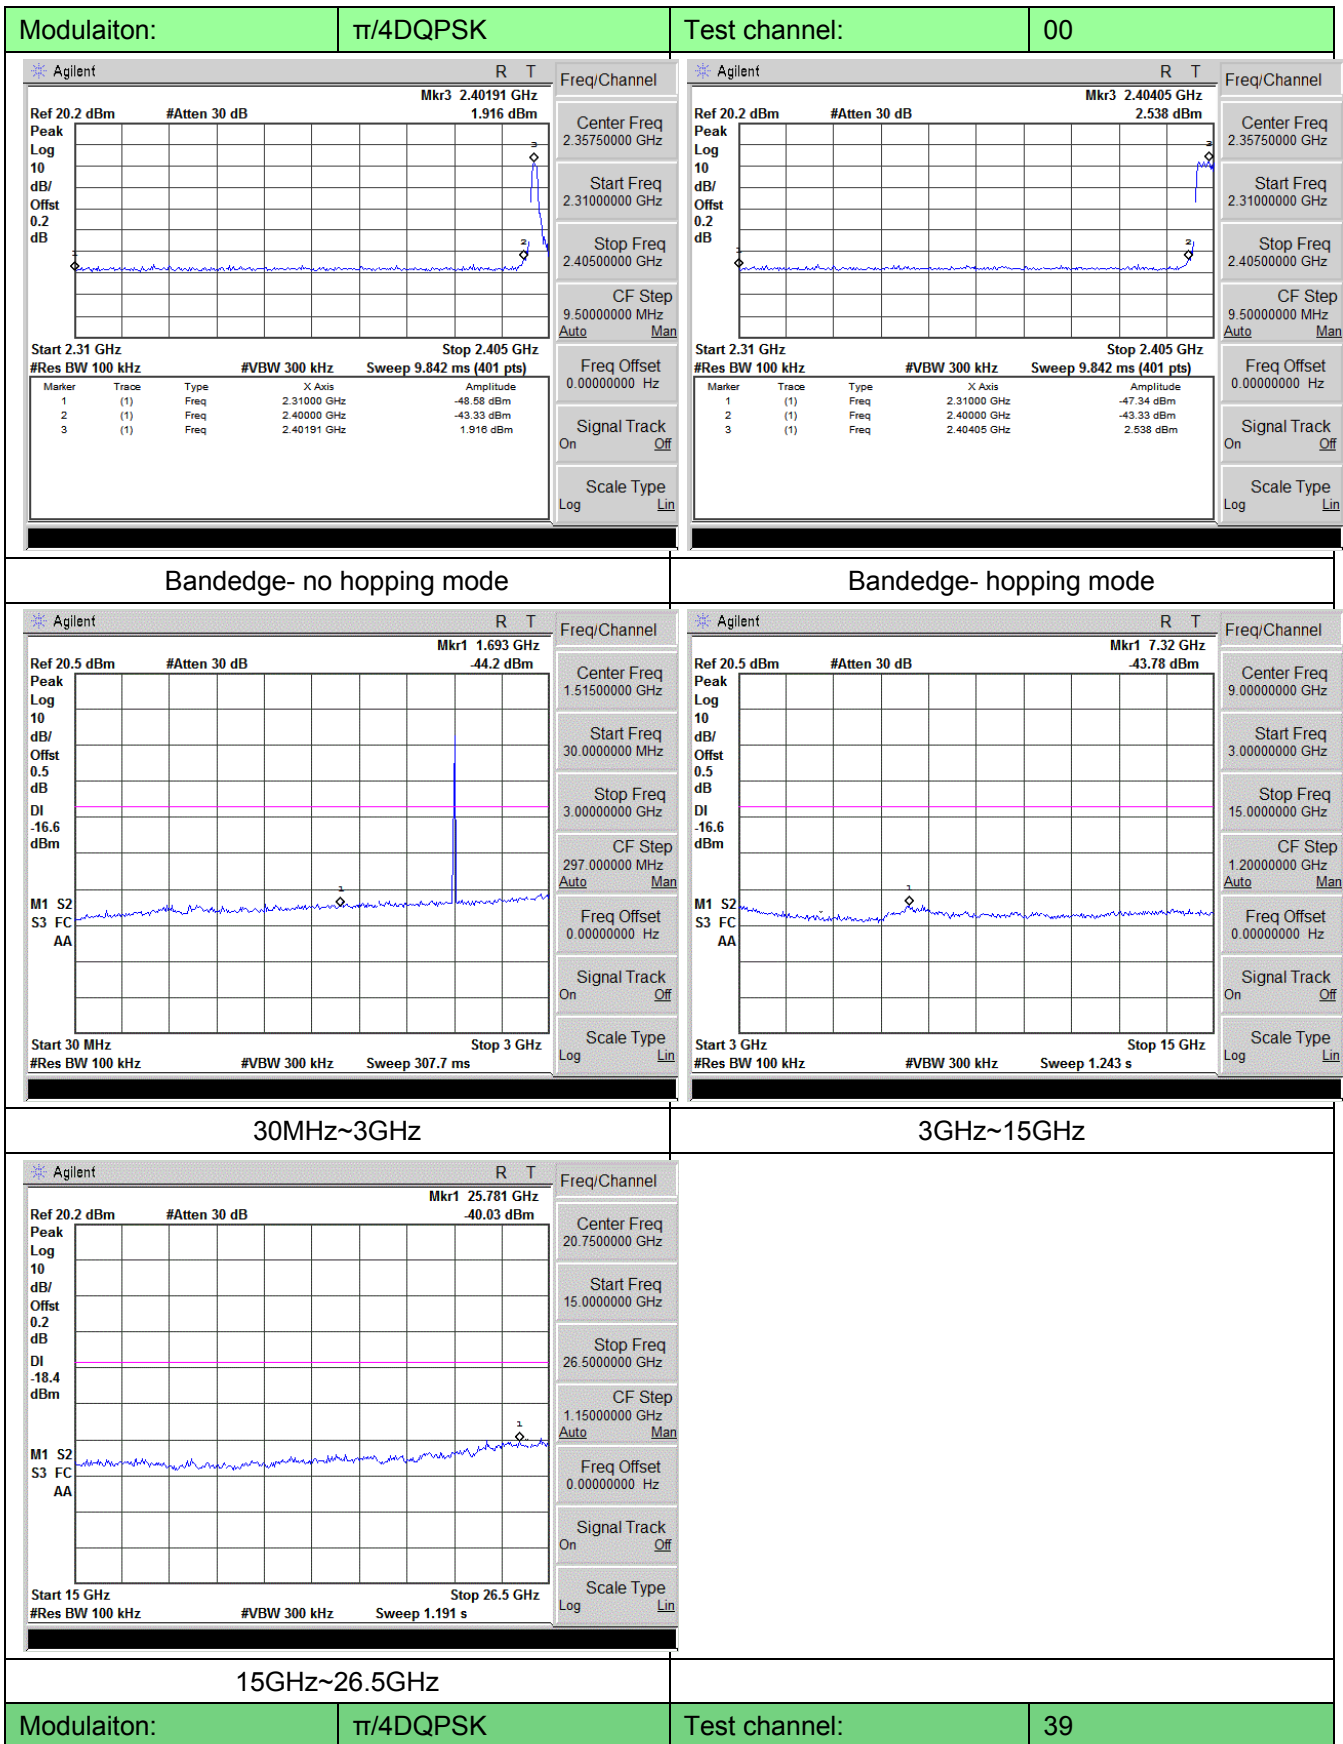 Modulaiton: π/4DQPSK Test channel: 00
Agilent R T
Mkr3 2.40191 GHz
Ref 20.2 dBm #Atten 30 dB 1.916 dBm
Peak
Log
10
dB/
Offst
0.2
dB
1
2
3
Start 2.31 GHz Stop 2.405 GHz
#Res BW 100 kHz #VBW 300 kHz Sweep 9.842 ms (401 pts)
Marker Trace Type X Axis Amplitude
1 (1) Freq 2.31000 GHz -48.58 dBm
2 (1) Freq 2.40000 GHz -43.33 dBm
3 (1) Freq 2.40191 GHz 1.916 dBm
Freq/Channel
Center Freq
2.35750000 GHz
Start Freq
2.31000000 GHz
Stop Freq
2.40500000 GHz
CF Step
9.50000000 MHz
Auto Man
Freq Offset
0.00000000 Hz
Signal Track
On Off
Scale Type
Log Lin
Agilent R T
Mkr3 2.40405 GHz
Ref 20.2 dBm #Atten 30 dB 2.538 dBm
Peak
Log
10
dB/
Offst
0.2
dB
1
2
3
Start 2.31 GHz Stop 2.405 GHz
#Res BW 100 kHz #VBW 300 kHz Sweep 9.842 ms (401 pts)
Marker Trace Type X Axis Amplitude
1 (1) Freq 2.31000 GHz -47.34 dBm
2 (1) Freq 2.40000 GHz -43.33 dBm
3 (1) Freq 2.40405 GHz 2.538 dBm
Freq/Channel
Center Freq
2.35750000 GHz
Start Freq
2.31000000 GHz
Stop Freq
2.40500000 GHz
CF Step
9.50000000 MHz
Auto Man
Freq Offset
0.00000000 Hz
Signal Track
On Off
Scale Type
Log Lin
Bandedge- no hopping mode Bandedge- hopping mode
Agilent R T
Mkr1 1.693 GHz
Ref 20.5 dBm #Atten 30 dB -44.2 dBm
Peak
Log
10
dB/
Offst
0.5
dB
DI
-16.6
dBm
1
M1 S2
S3 FC
AA
Start 30 MHz Stop 3 GHz
#Res BW 100 kHz #VBW 300 kHz Sweep 307.7 ms
Freq/Channel
Center Freq
1.51500000 GHz
Start Freq
30.0000000 MHz
Stop Freq
3.00000000 GHz
CF Step
297.000000 MHz
Auto Man
Freq Offset
0.00000000 Hz
Signal Track
On Off
Scale Type
Log Lin
Agilent R T
Mkr1 7.32 GHz
Ref 20.5 dBm #Atten 30 dB -43.78 dBm
Peak
Log
10
dB/
Offst
0.5
dB
DI
-16.6
dBm
1
M1 S2
S3 FC
AA
Start 3 GHz Stop 15 GHz
#Res BW 100 kHz #VBW 300 kHz Sweep 1.243 s
Freq/Channel
Center Freq
9.00000000 GHz
Start Freq
3.00000000 GHz
Stop Freq
15.0000000 GHz
CF Step
1.20000000 GHz
Auto Man
Freq Offset
0.00000000 Hz
Signal Track
On Off
Scale Type
Log Lin
30MHz~3GHz 3GHz~15GHz
Agilent R T
Mkr1 25.781 GHz
Ref 20.2 dBm #Atten 30 dB -40.03 dBm
Peak
Log
10
dB/
Offst
0.2
dB
DI
-18.4
dBm
1
M1 S2
S3 FC
AA
Start 15 GHz Stop 26.5 GHz
#Res BW 100 kHz #VBW 300 kHz Sweep 1.191 s
Freq/Channel
Center Freq
20.7500000 GHz
Start Freq
15.0000000 GHz
Stop Freq
26.5000000 GHz
CF Step
1.15000000 GHz
Auto Man
Freq Offset
0.00000000 Hz
Signal Track
On Off
Scale Type
Log Lin
15GHz~26.5GHz
Modulaiton: π/4DQPSK Test channel: 39